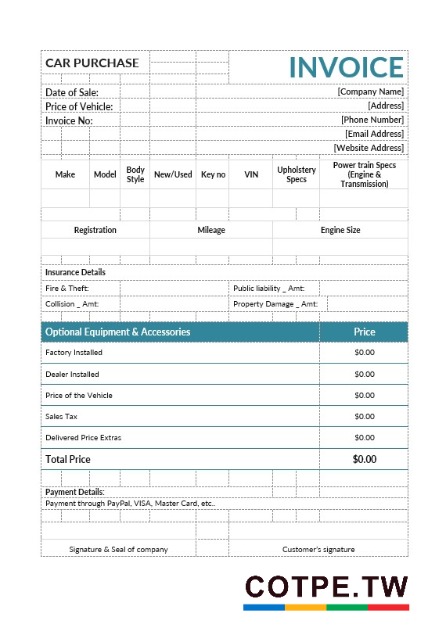 CAR PURCHASE
INVOICE
Date of Sale:
[Company Name]
Price of Vehicle:
[Address]
Invoice No:
[Phone Number]
[Email Address]
[Website Address]
Make Model Body Style New/Used Key no VIN Upholstery Specs Power train Specs (Engine & Transmission)
Registration Mileage Engine Size
Insurance Details
Fire & Theft: Public liability _ Amt:
Collision _ Amt: Property Damage _ Amt:
Optional Equipment & Accessories Price
Factory Installed $0.00
Dealer Installed $0.00
Price of the Vehicle $0.00
Sales Tax $0.00
Delivered Price Extras $0.00
Total Price $0.00
Payment Details:
Payment through PayPal, VISA, Master Card, etc..
Signature & Seal of company Customer's signature
COTPE.TW